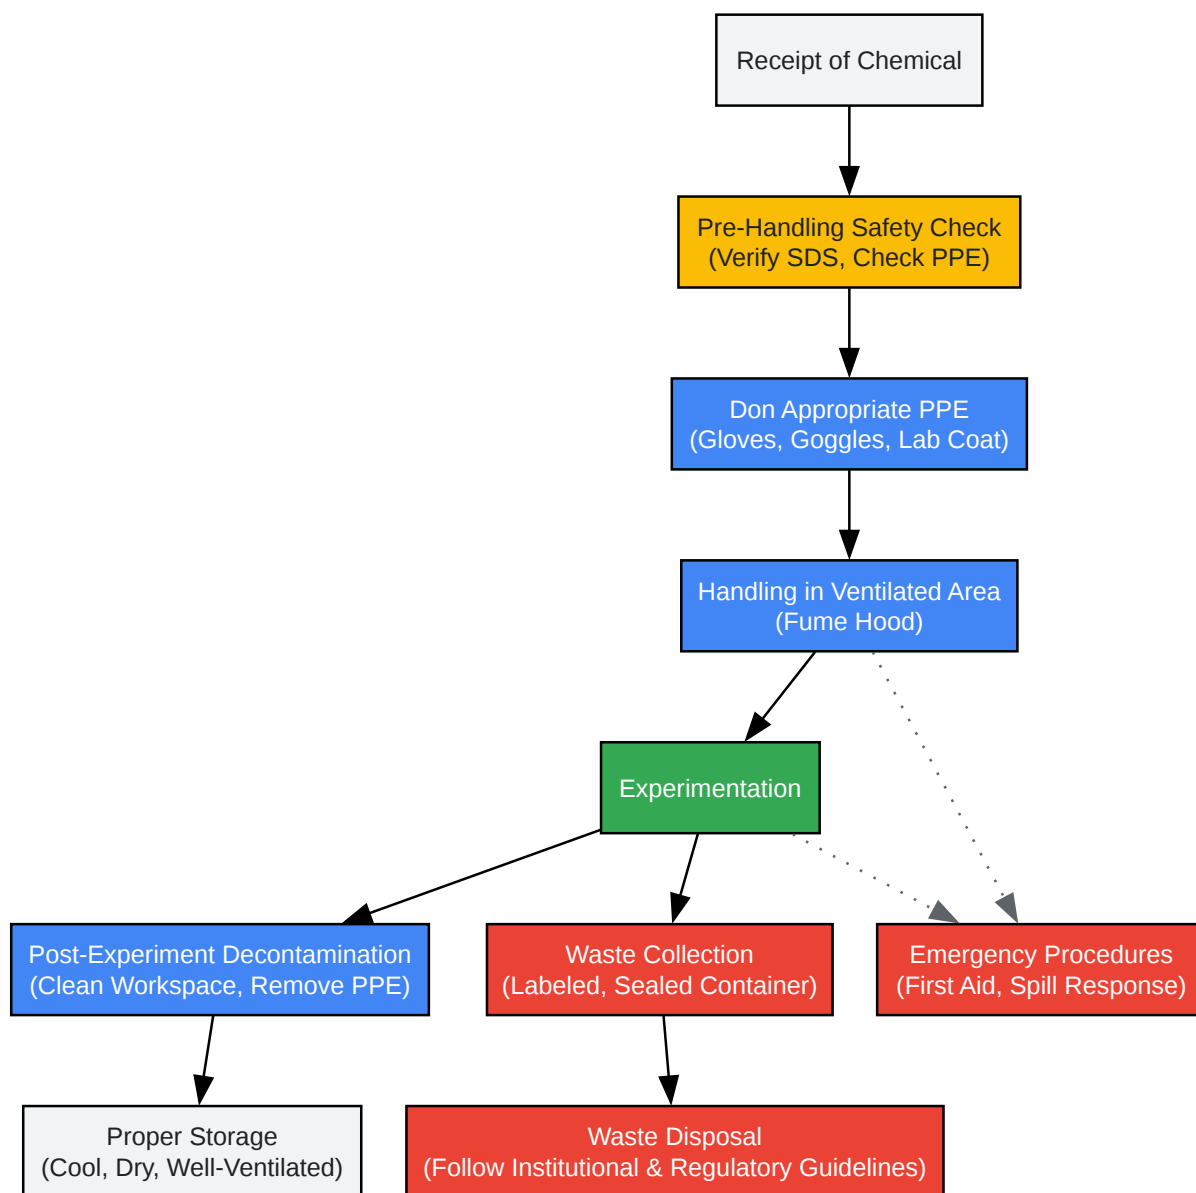 Receipt of Chemical
Pre-Handling Safety Check
(Verify SDS, Check PPE)
Don Appropriate PPE
(Gloves, Goggles, Lab Coat)
Handling in Ventilated Area
(Fume Hood)
Experimentation
Post-Experiment Decontamination
(Clean Workspace, Remove PPE)
Waste Collection
(Labeled, Sealed Container)
Emergency Procedures
(First Aid, Spill Response)
Proper Storage
(Cool, Dry, Well-Ventilated)
Waste Disposal
(Follow Institutional & Regulatory Guidelines)